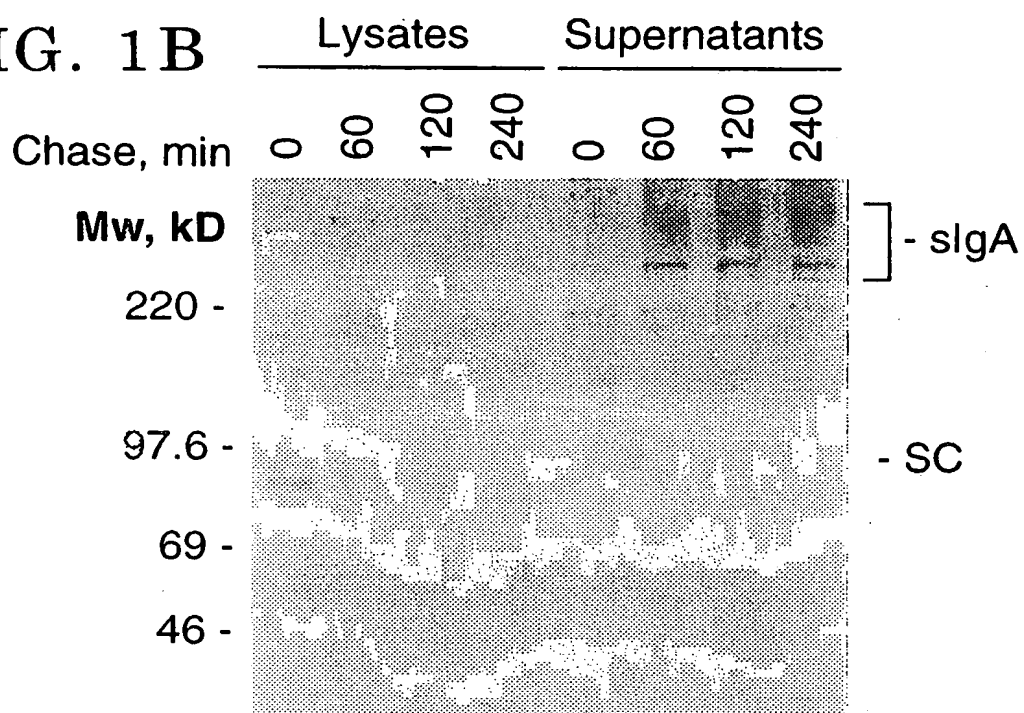 IG. 1B
Lysates Supernatants
Chase, min 0 60 120 240 0 60 120 240
Mw, kD
- sIgA
220 -
97.6 -
- SC
69 -
46 -